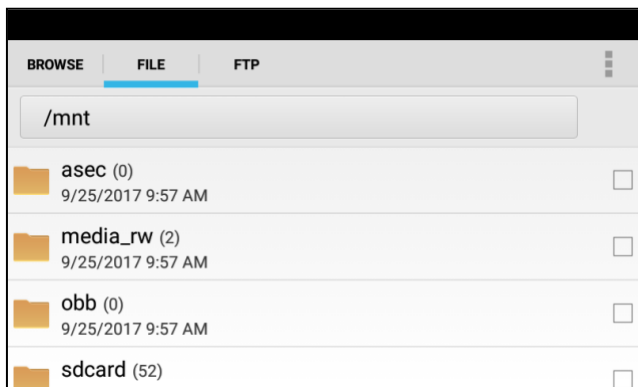 BROWSE FILE FTP
/mnt
asec (0)
9/25/2017 9:57 AM
media_rw (2)
9/25/2017 9:57 AM
obb (0)
9/25/2017 9:57 AM
sdcard (52)